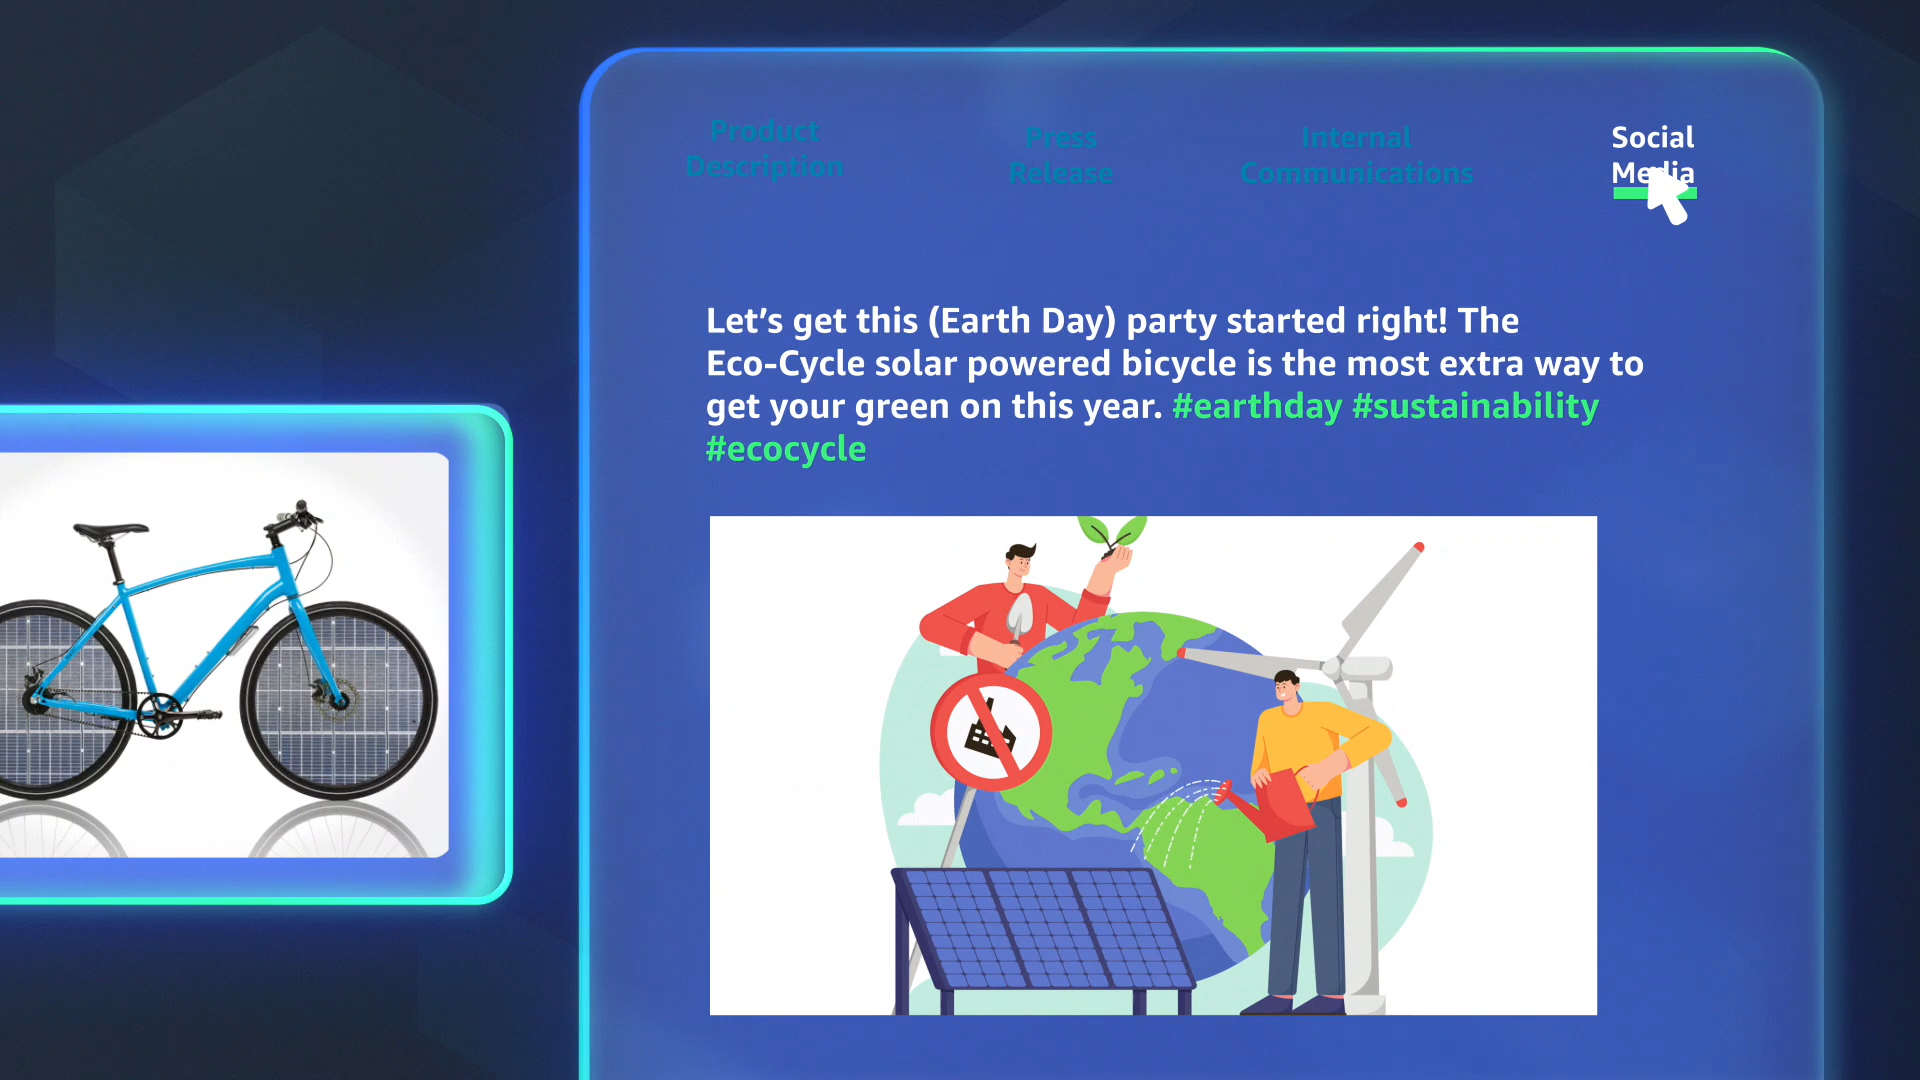 Product
Description
Press
Release
Internal
Communications
Social
Media
Let’s get this (Earth Day) party started right! The
Eco-Cycle solar powered bicycle is the most extra way to
get your green on this year. #earthday #sustainability
#ecocycle